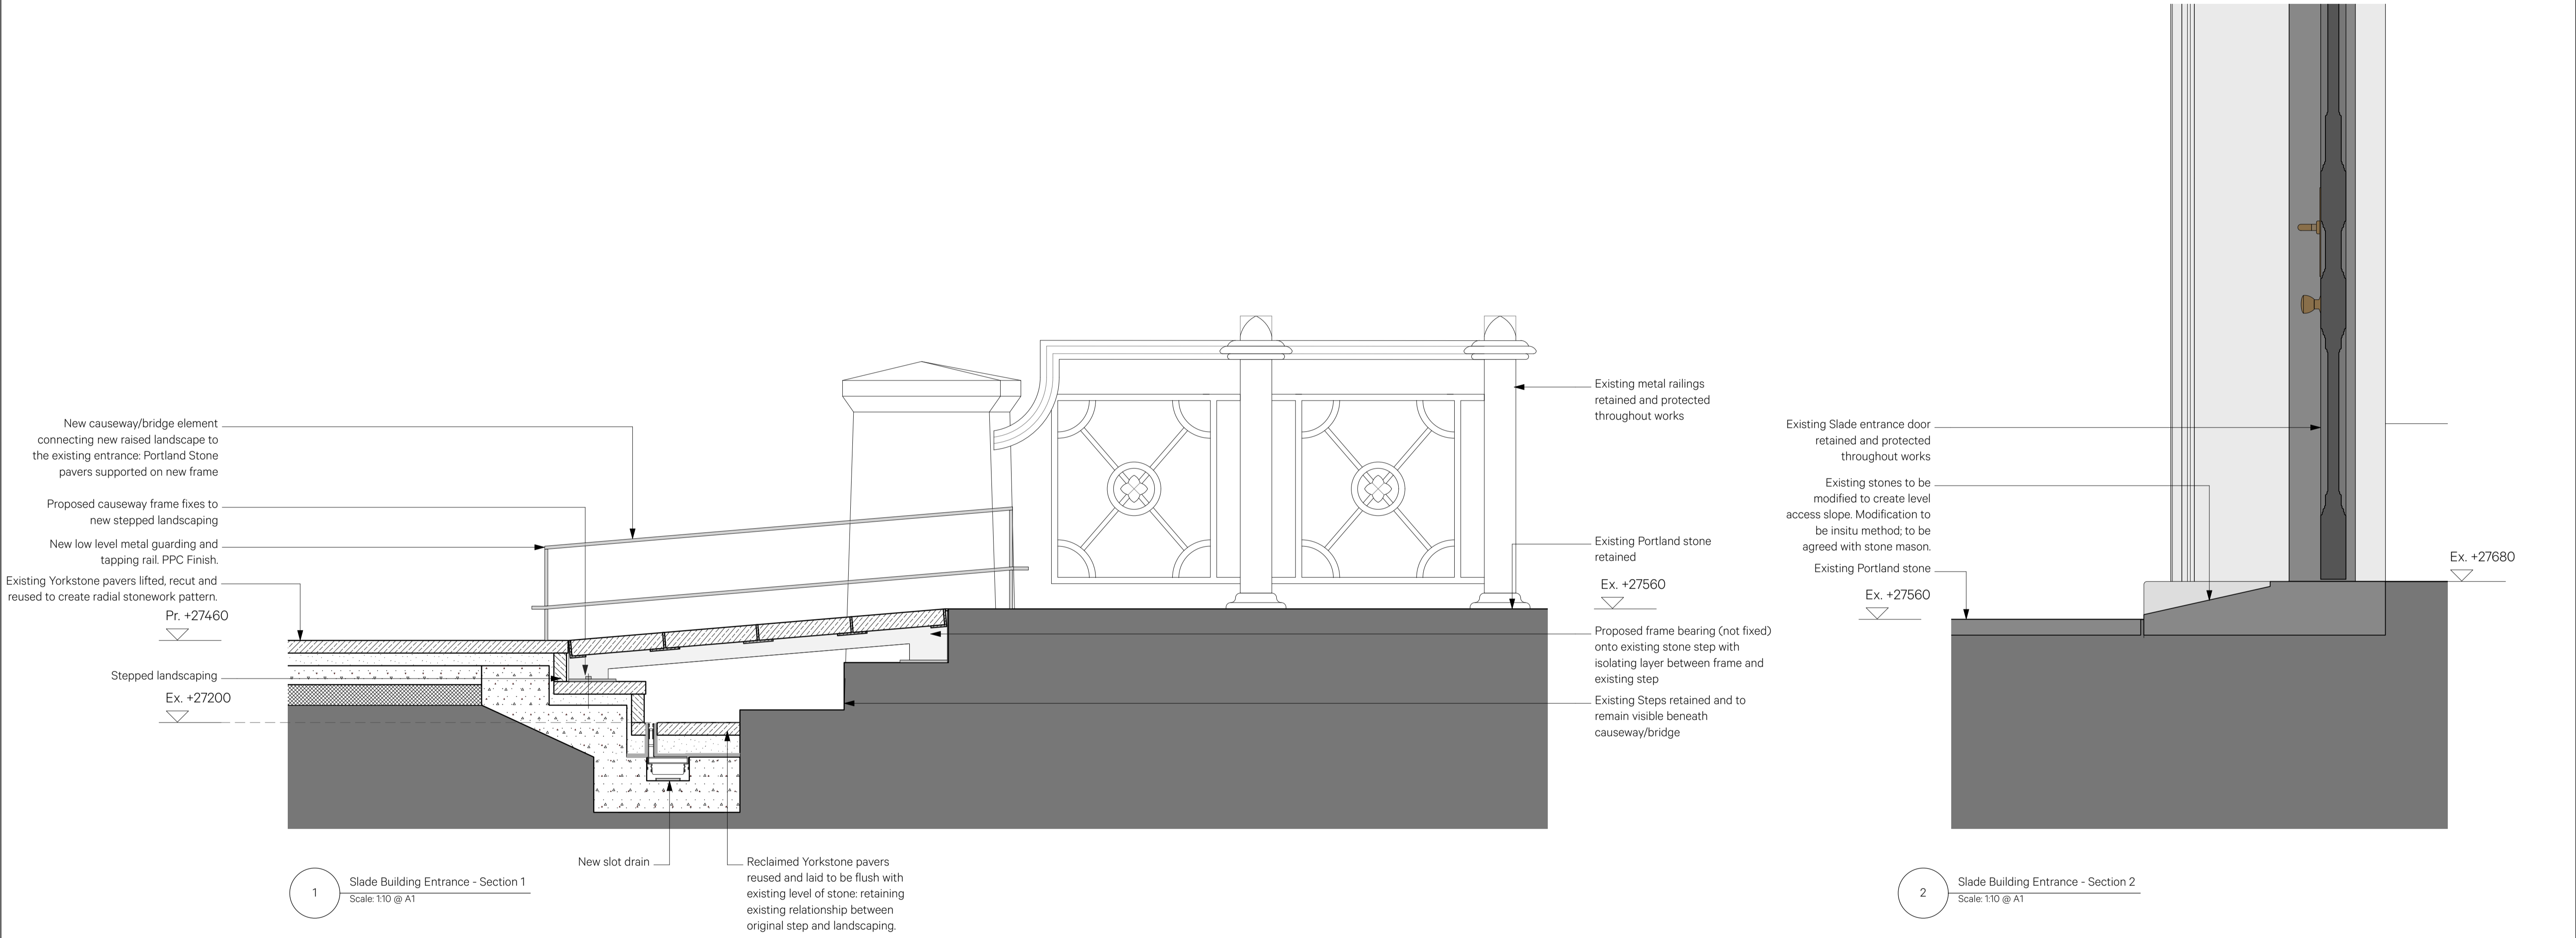 New causeway/bridge element
connecting new raised landscape to
the existing entrance: Portland Stone
pavers supported on new frame
Proposed causeway frame fixes to
new stepped landscaping
New low level metal guarding and
tapping rail. PPC Finish.
Existing Yorkstone pavers lifted, recut and
reused to create radial stonework pattern.
Pr. +27460
Stepped landscaping
Ex. +27200
New slot drain
Reclaimed Yorkstone pavers
reused and laid to be flush with
existing level of stone: retaining
existing relationship between
original step and landscaping.
Existing metal railings
retained and protected
throughout works
Existing Portland stone
retained
Ex. +27560
Proposed frame bearing (not fixed)
onto existing stone step with
isolating layer between frame and
existing step
Existing Steps retained and to
remain visible beneath
causeway/bridge
1
Slade Building Entrance - Section 1
Scale: 1:10 @ A1
Existing Slade entrance door
retained and protected
throughout works
Existing stones to be
modified to create level
access slope. Modification to
be insitu method; to be
agreed with stone mason.
Existing Portland stone
Ex. +27560
Ex. +27680
2
Slade Building Entrance - Section 2
Scale: 1:10 @ A1